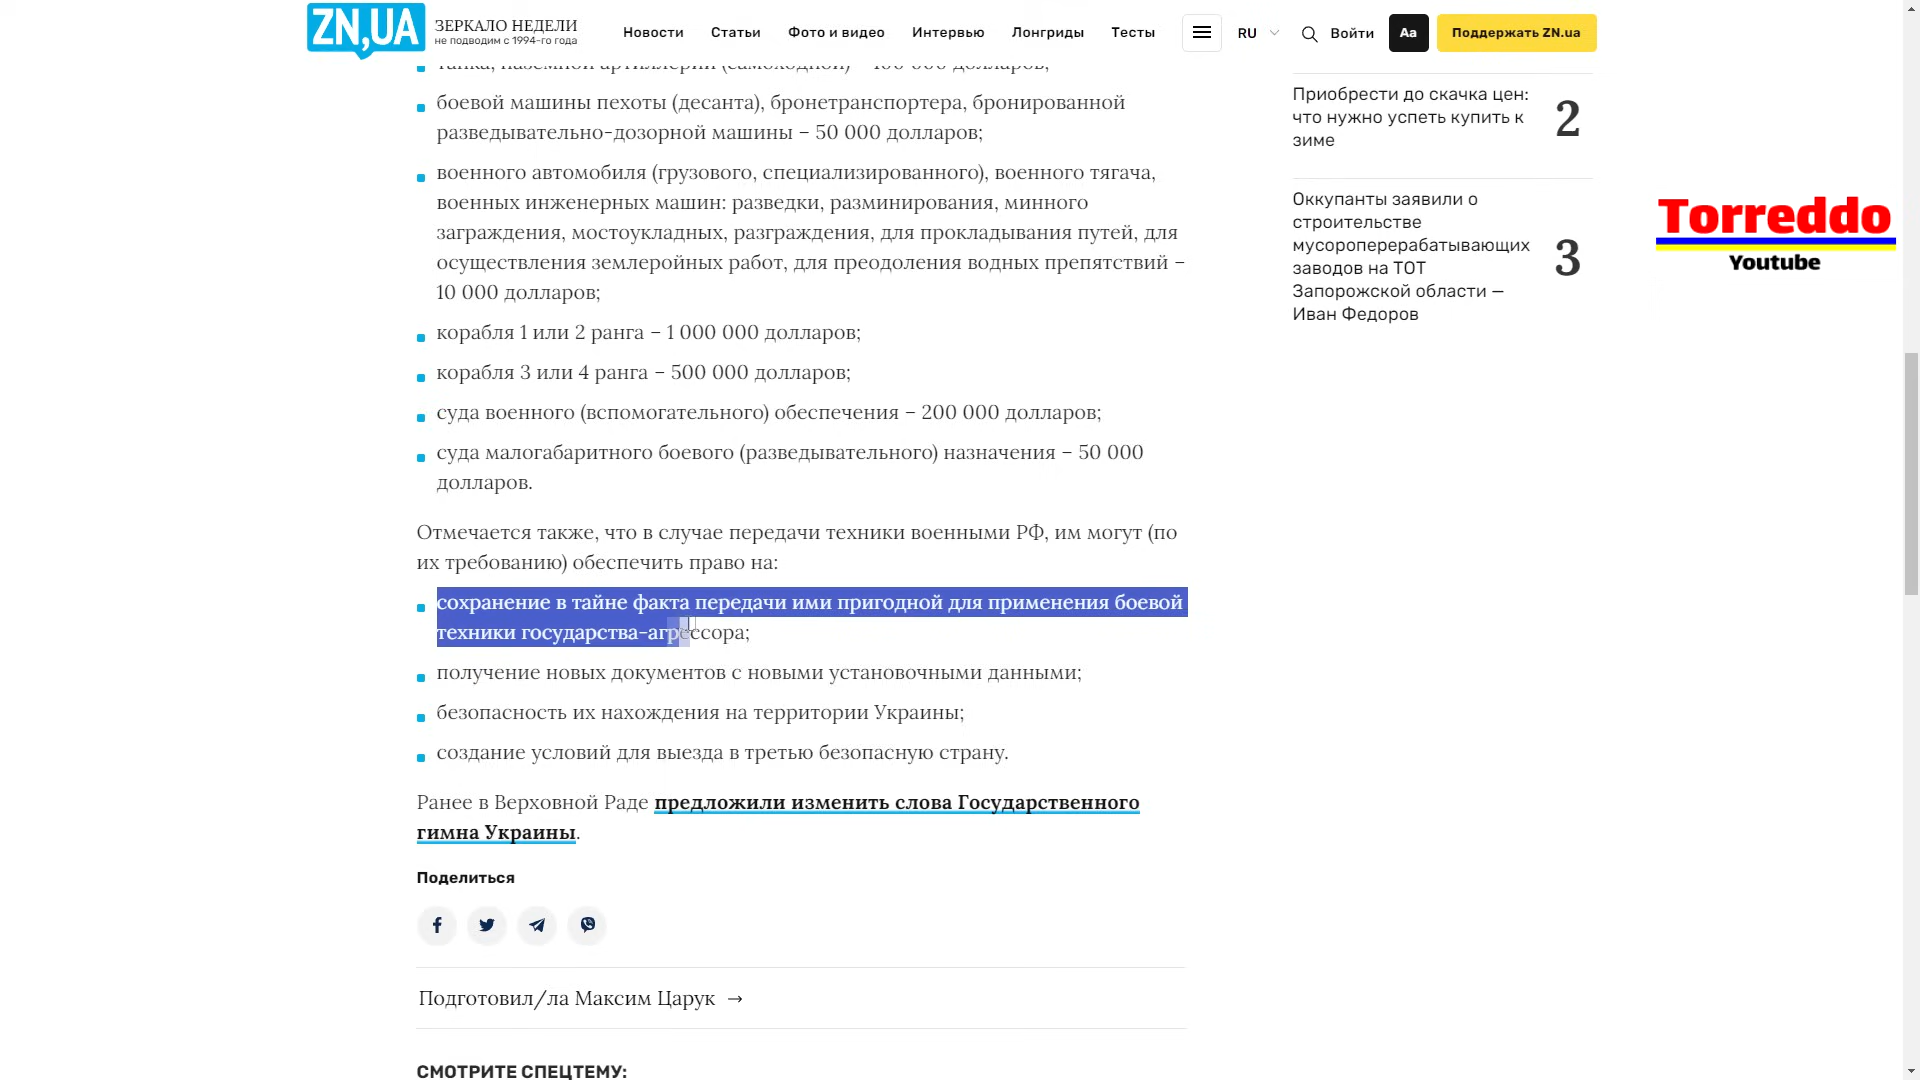 ZN,UA
ЗЕРКАЛО НЕДЕЛИ
не подводим с 1994-го года
Новости
Статьи
Фото и видео
Интервью
Лонгриды
Тесты
RU
Войти
Aa
Поддержать ZN.ua
танка, наземной артиллерии (самоходной) – 100 000 долларов;
боевой машины пехоты (десанта), бронетранспортера, бронированной
разведывательно-дозорной машины – 50 000 долларов;
военного автомобиля (грузового, специализированного), военного тягача,
военных инженерных машин: разведки, разминирования, минного
заграждения, мостоукладных, разграждения, для прокладывания путей, для
осуществления землеройных работ, для преодоления водных препятствий –
10 000 долларов;
корабля 1 или 2 ранга – 1 000 000 долларов;
корабля 3 или 4 ранга – 500 000 долларов;
суда военного (вспомогательного) обеспечения – 200 000 долларов;
суда малогабаритного боевого (разведывательного) назначения – 50 000
долларов.
Отмечается также, что в случае передачи техники военными РФ, им могут (по
их требованию) обеспечить право на:
сохранение в тайне факта передачи ими пригодной для применения боевой
техники государства-агрессора;
получение новых документов с новыми установочными данными;
безопасность их нахождения на территории Украины;
создание условий для выезда в третью безопасную страну.
Ранее в Верховной Раде предложили изменить слова Государственного
гимна Украины.
Поделиться
Подготовил/ла Максим Царук →
СМОТРИТЕ СПЕЦТЕМУ:
Приобрести до скачка цен:
что нужно успеть купить к
зиме
2
Оккупанты заявили о
строительстве
мусороперерабатывающих
заводов на ТОТ
Запорожской области —
Иван Федоров
3
Torreddo
Youtube